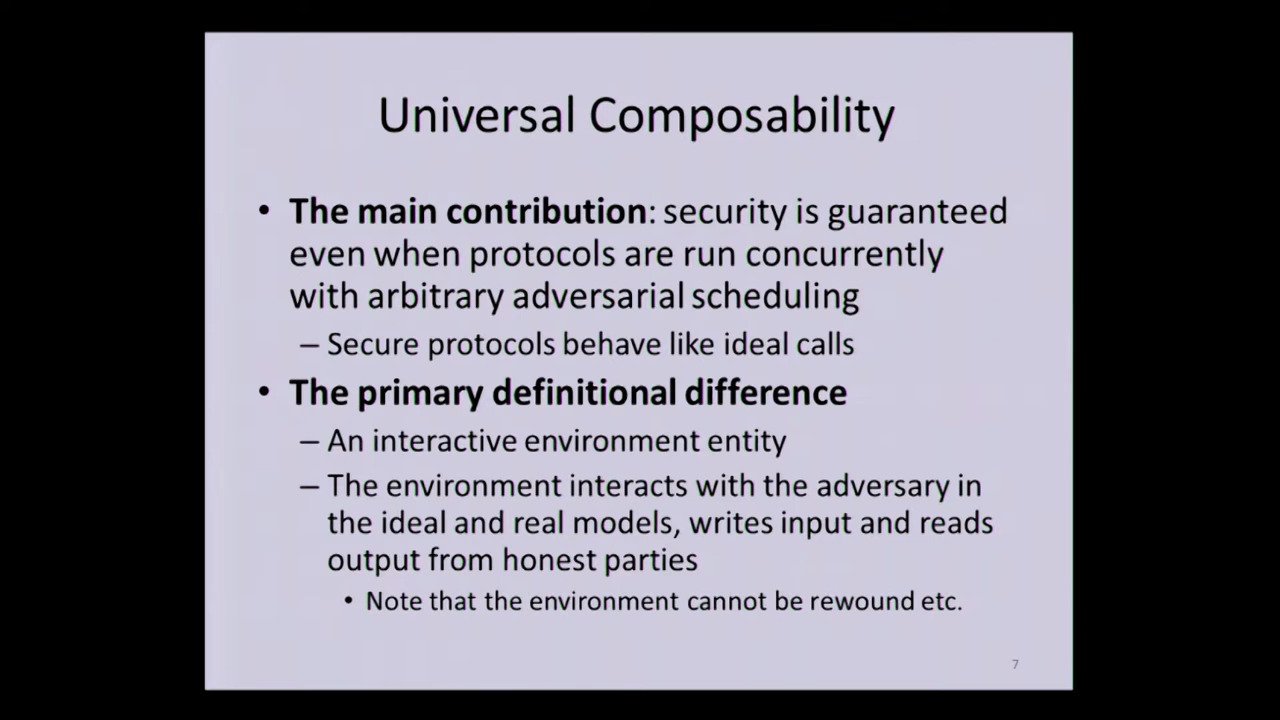 Universal Composability
• The main contribution: security is guaranteed
even when protocols are run concurrently
with arbitrary adversarial scheduling
– Secure protocols behave like ideal calls
• The primary definitional difference
– An interactive environment entity
– The environment interacts with the adversary in
the ideal and real models, writes input and reads
output from honest parties
• Note that the environment cannot be rewound etc.
7